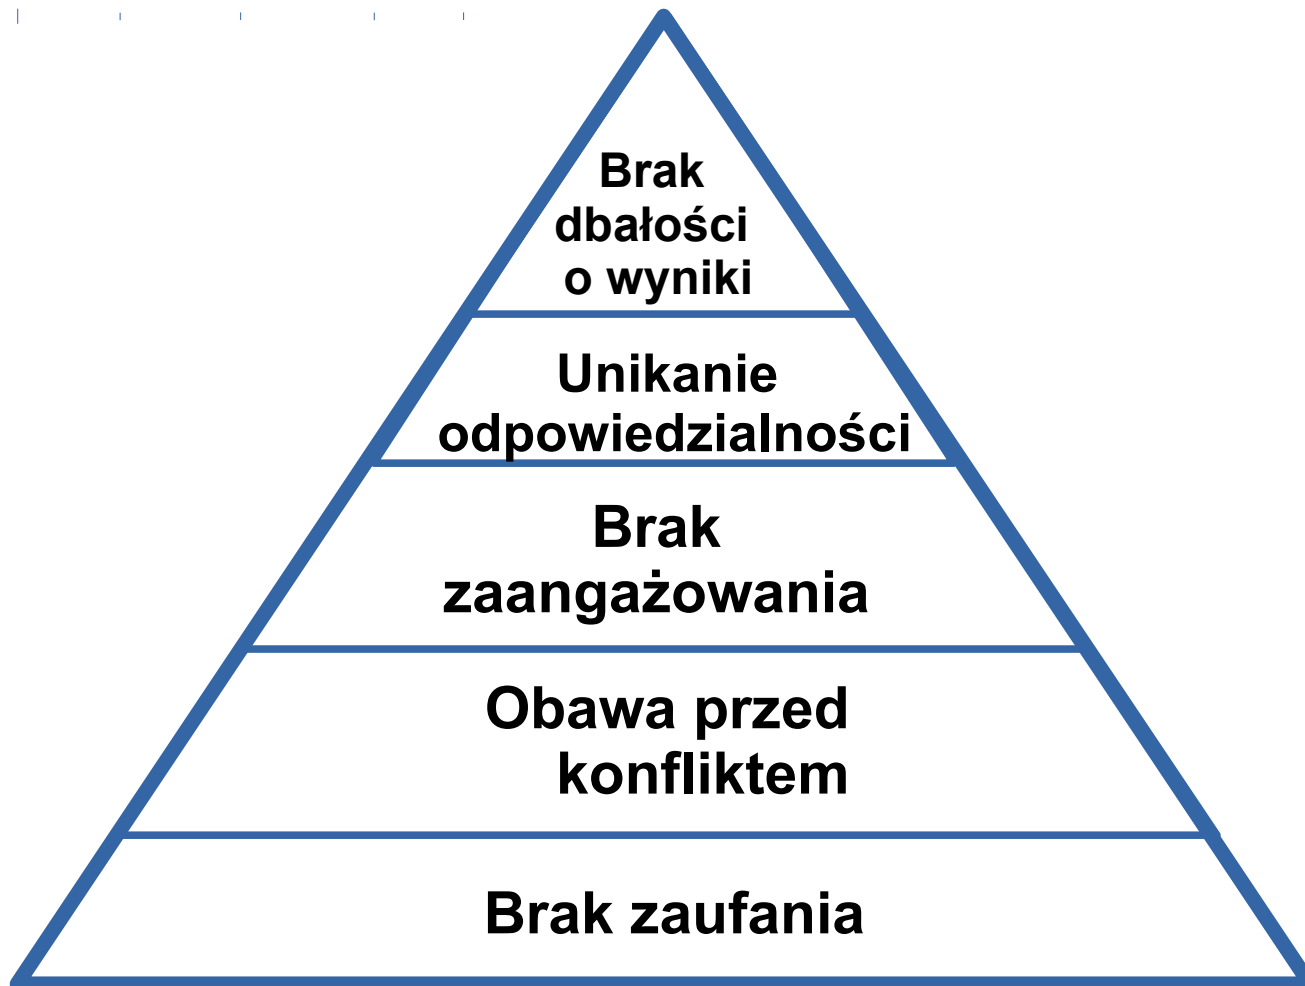 Brak
dbałości
o wyniki
Unikanie
odpowiedzialności
Brak
zaangażowania
Obawa przed
konfliktem
Brak zaufania